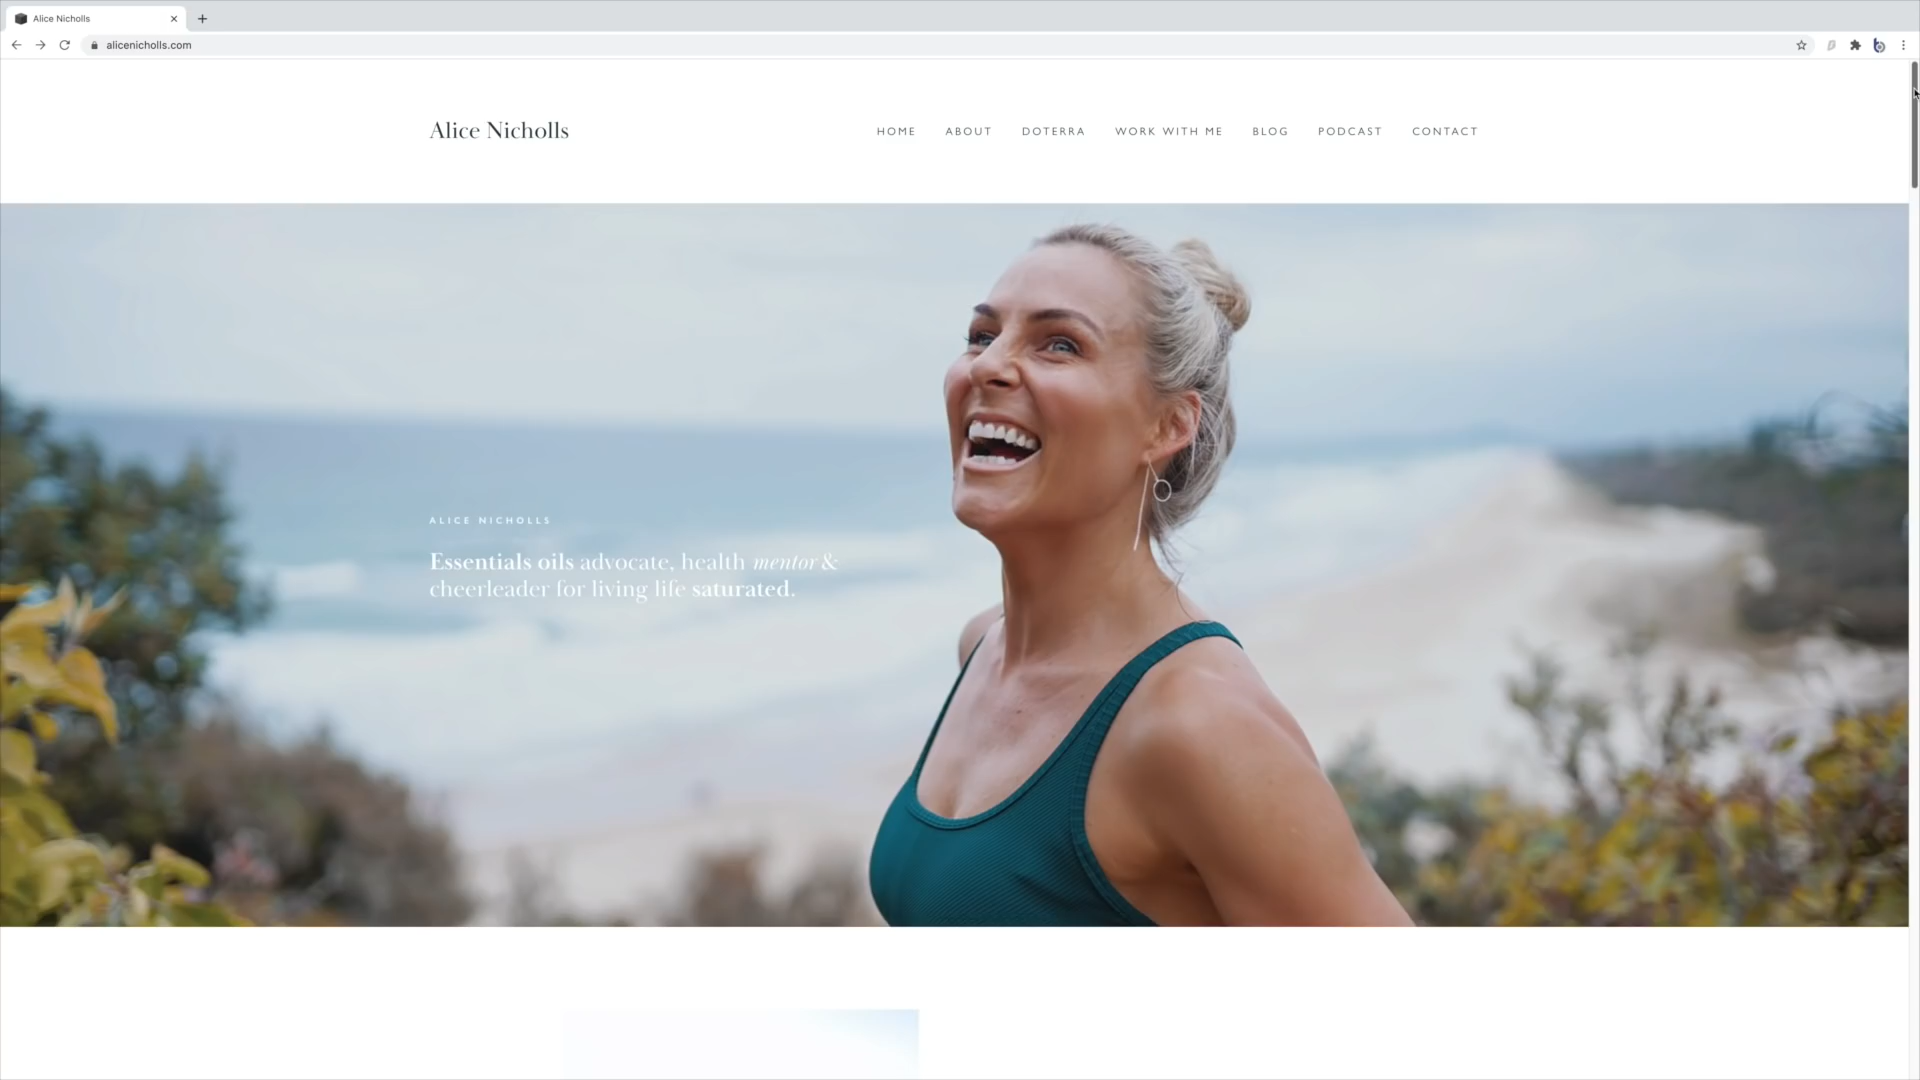 Alice Nicholls
alicenicholls.com
Alice Nicholls
HOME ABOUT DOTERRA WORK WITH ME BLOG PODCAST CONTACT
ALICE NICHOLLS
Essentials oils advocate, health mentor &
cheerleader for living life saturated.